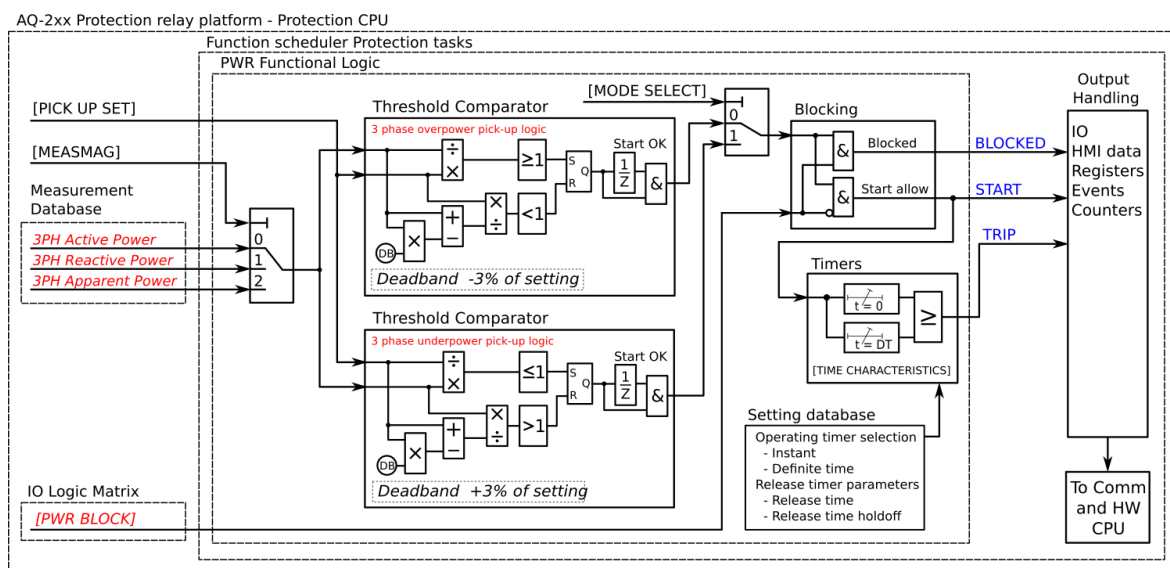 AQ-2xx Protection relay platform - Protection CPU
Function scheduler Protection tasks
PWR Functional Logic
[PICK UP SET]
[MEASMAG]
Measurement
Database
3PH Active Power
3PH Reactive Power
3PH Apparent Power
0
1
2
Threshold Comparator
3 phase overpower pick-up logic
÷
×
≥1
S
R
Q
Start OK
1
Z
&
×
÷
<1
+
−
DB
×
Deadband -3% of setting
Threshold Comparator
3 phase underpower pick-up logic
÷
×
≤1
S
R
Q
Start OK
1
Z
&
×
÷
>1
+
−
DB
×
Deadband +3% of setting
[MODE SELECT]
0
1
Blocking
&
Blocked
&
Start allow
BLOCKED
START
TRIP
Timers
t = 0
t = DT
≥
[TIME CHARACTERISTICS]
Setting database
Operating timer selection
- Instant
- Definite time
Release timer parameters
- Release time
- Release time holdoff
Output
Handling
IO
HMI data
Registers
Events
Counters
To Comm
and HW
CPU
IO Logic Matrix
[PWR BLOCK]